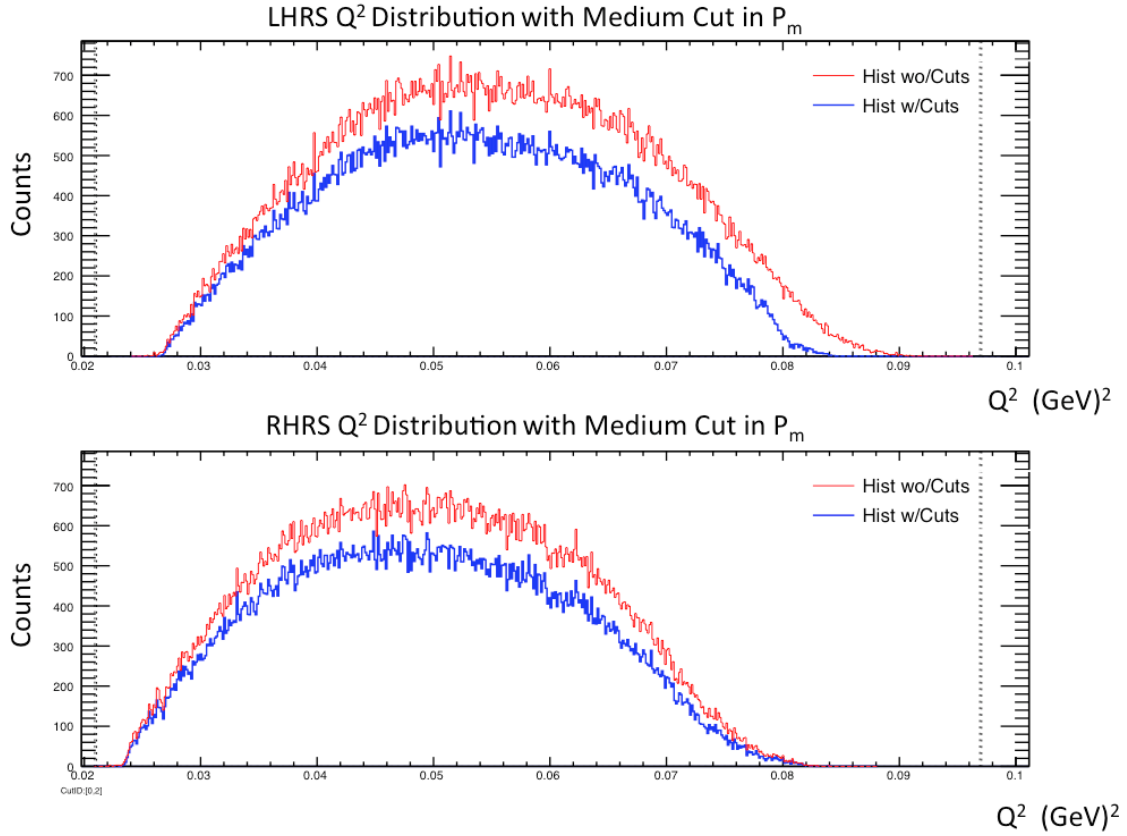 LHRS Q² Distribution with Medium Cut in Pₘ
Hist wo/Cuts
Hist w/Cuts
Counts
700
600
500
400
300
200
100
0
0.02 0.03 0.04 0.05 0.06 0.07 0.08 0.09 0.1
Q² (GeV)²
RHRS Q² Distribution with Medium Cut in Pₘ
Hist wo/Cuts
Hist w/Cuts
Counts
700
600
500
400
300
200
100
0
0.02 0.03 0.04 0.05 0.06 0.07 0.08 0.09 0.1
CutID:[0,2]
Q² (GeV)²